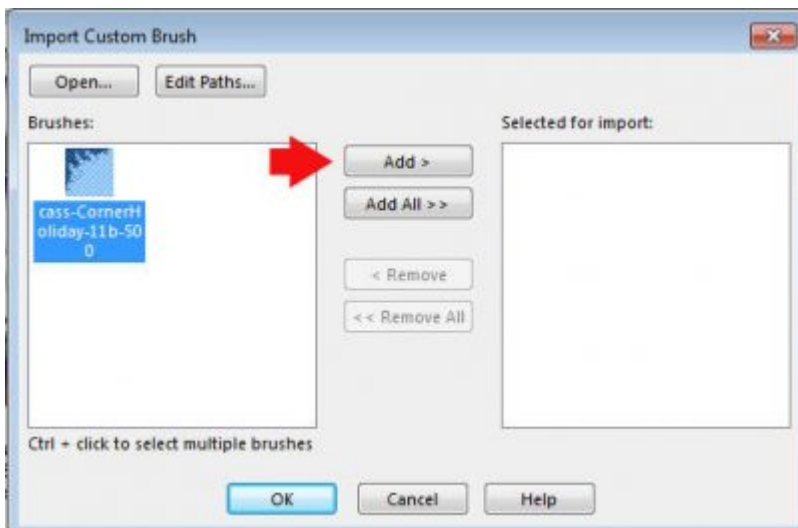 Import Custom Brush
Open...
Edit Paths...
Brushes:
Selected for import:
cass-CornerH
oliday-11b-50
0
Add >
Add All >>
< Remove
<< Remove All
Ctrl + click to select multiple brushes
OK
Cancel
Help